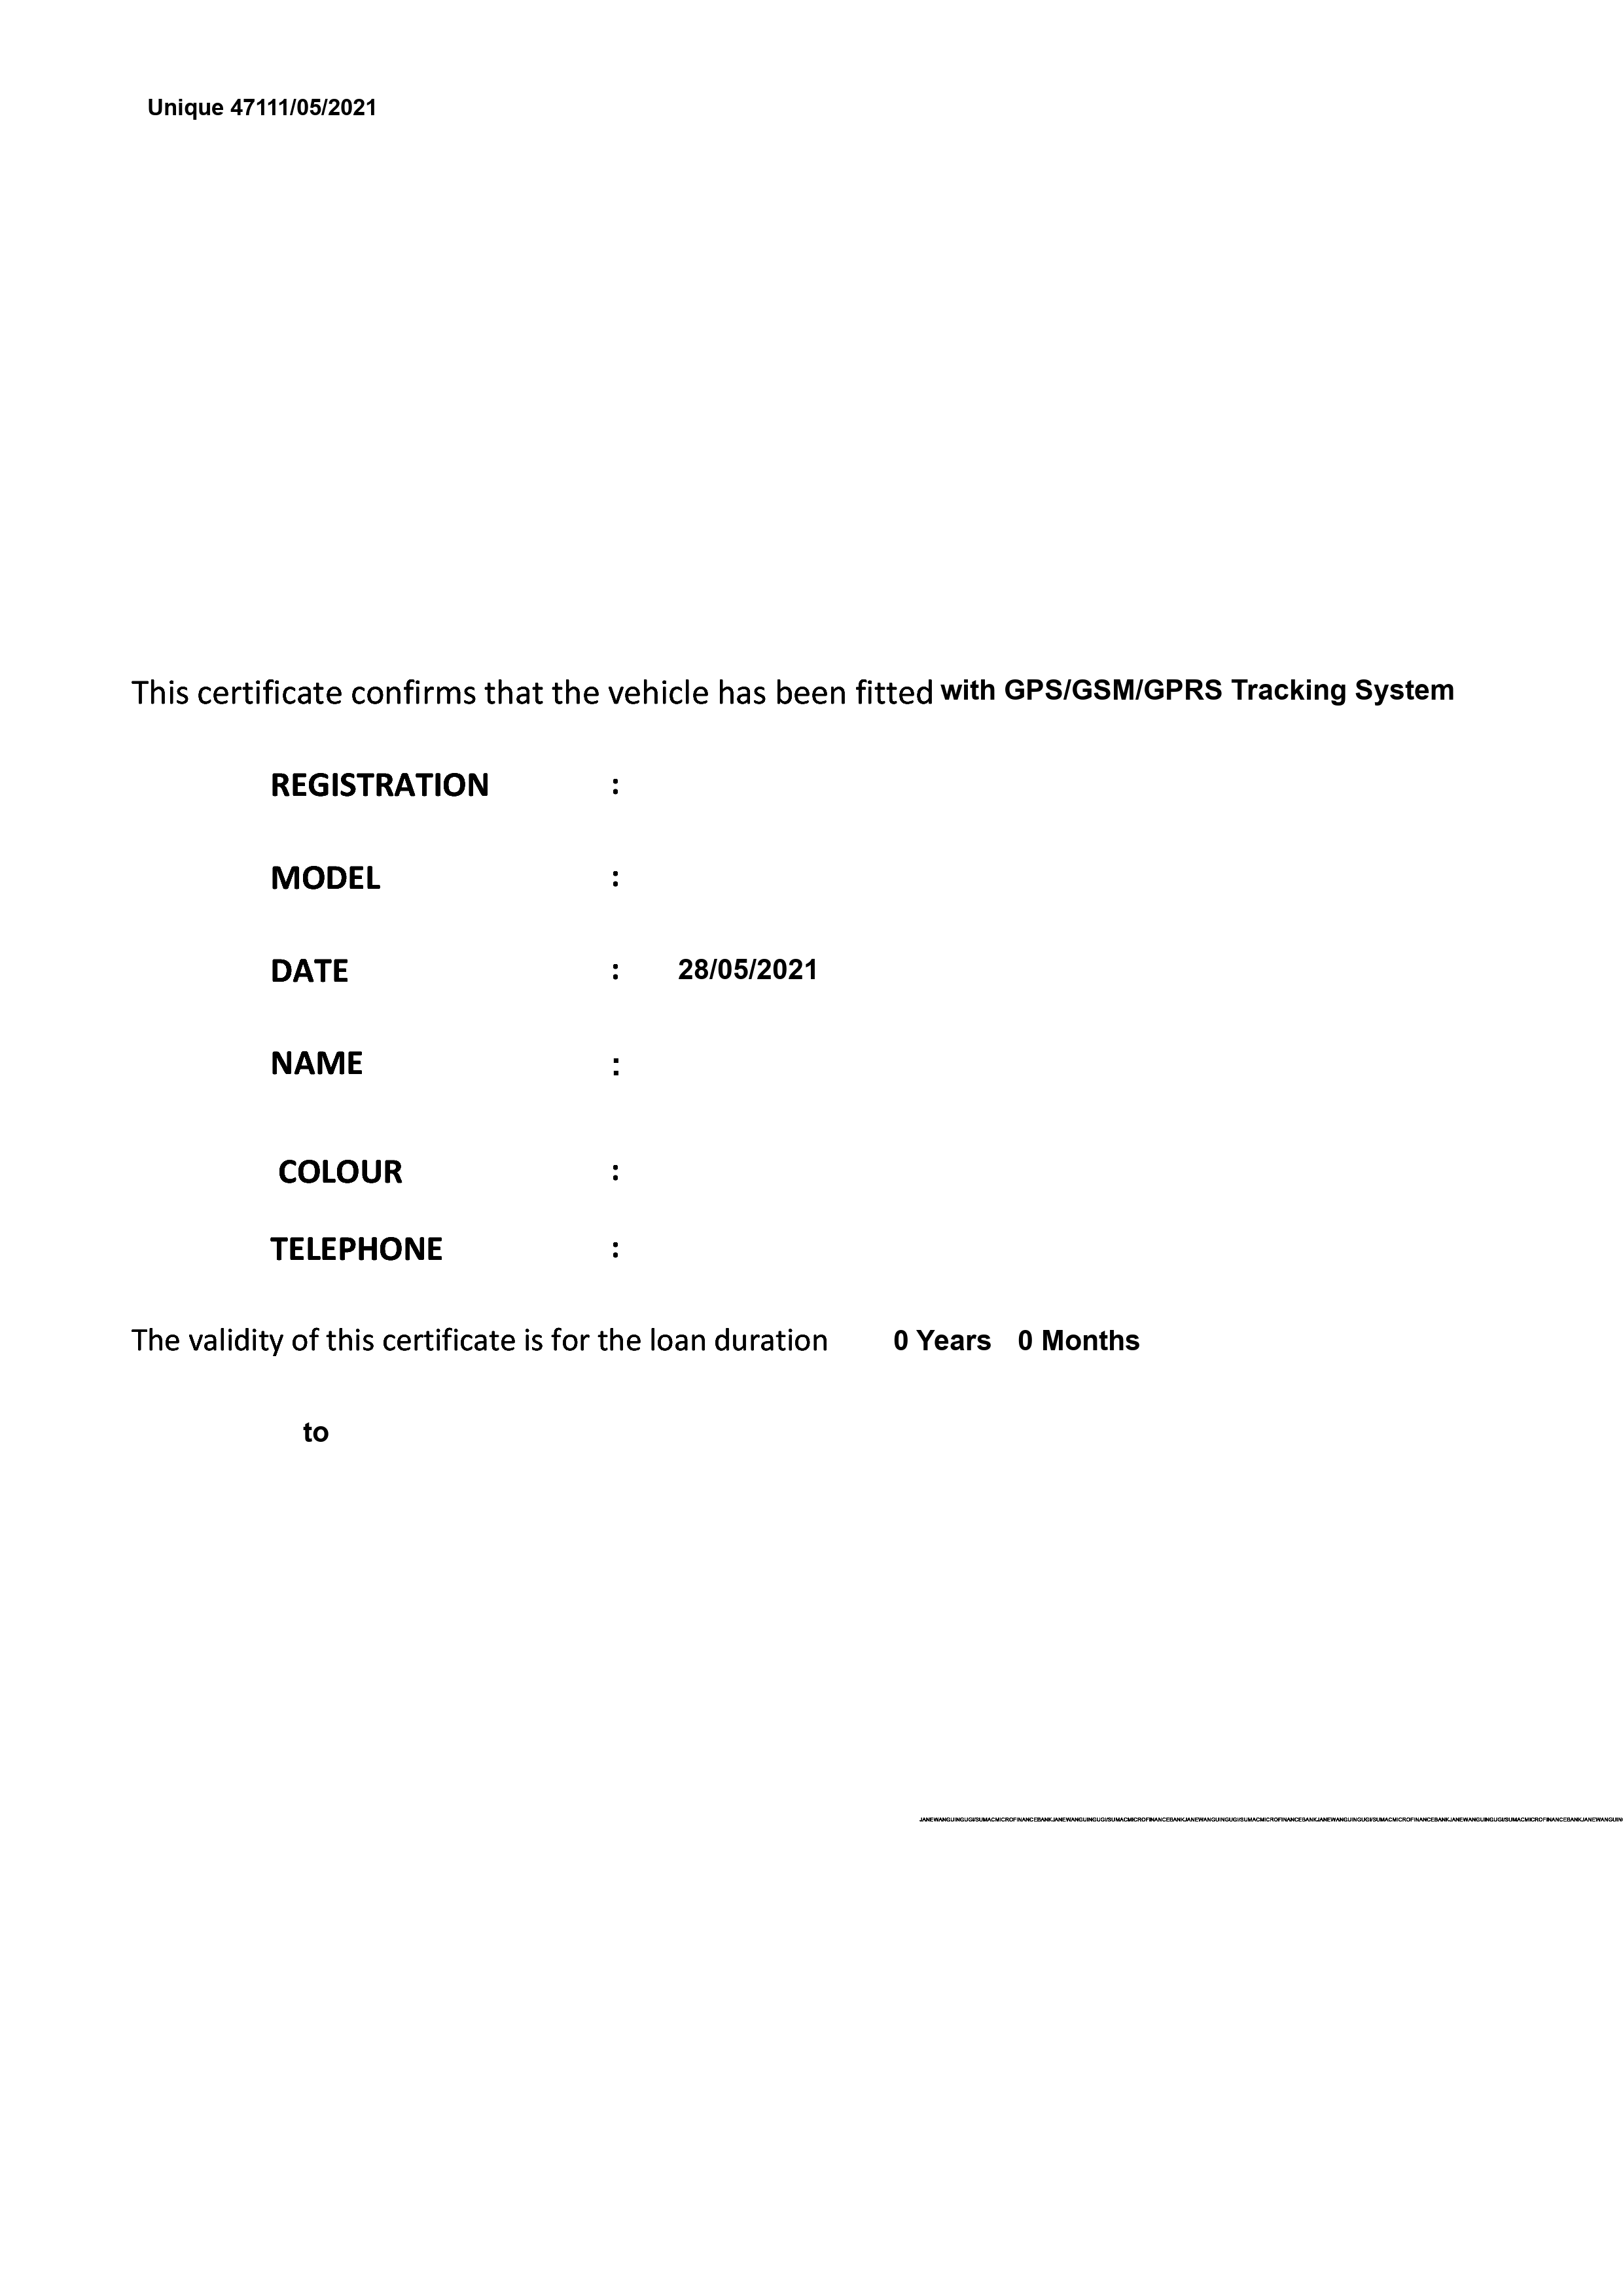 Unique 47111/05/2021
This certificate confirms that the vehicle has been fitted with GPS/GSM/GPRS Tracking System
REGISTRATION :
MODEL :
DATE : 28/05/2021
NAME :
COLOUR :
TELEPHONE :
The validity of this certificate is for the loan duration 0 Years 0 Months
to